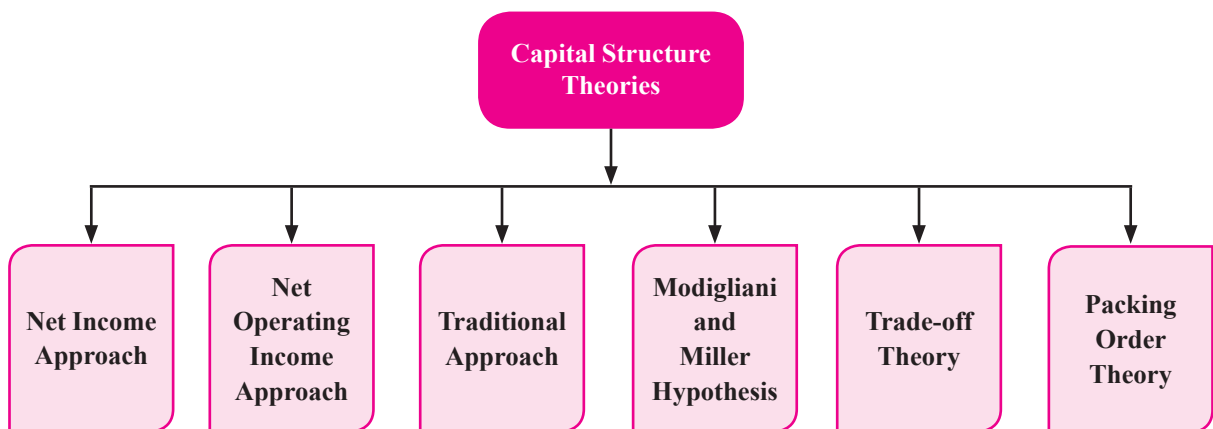 Capital Structure
Theories
Net Income
Approach
Net
Operating
Income
Approach
Traditional
Approach
Modigliani
and
Miller
Hypothesis
Trade-off
Theory
Packing
Order
Theory